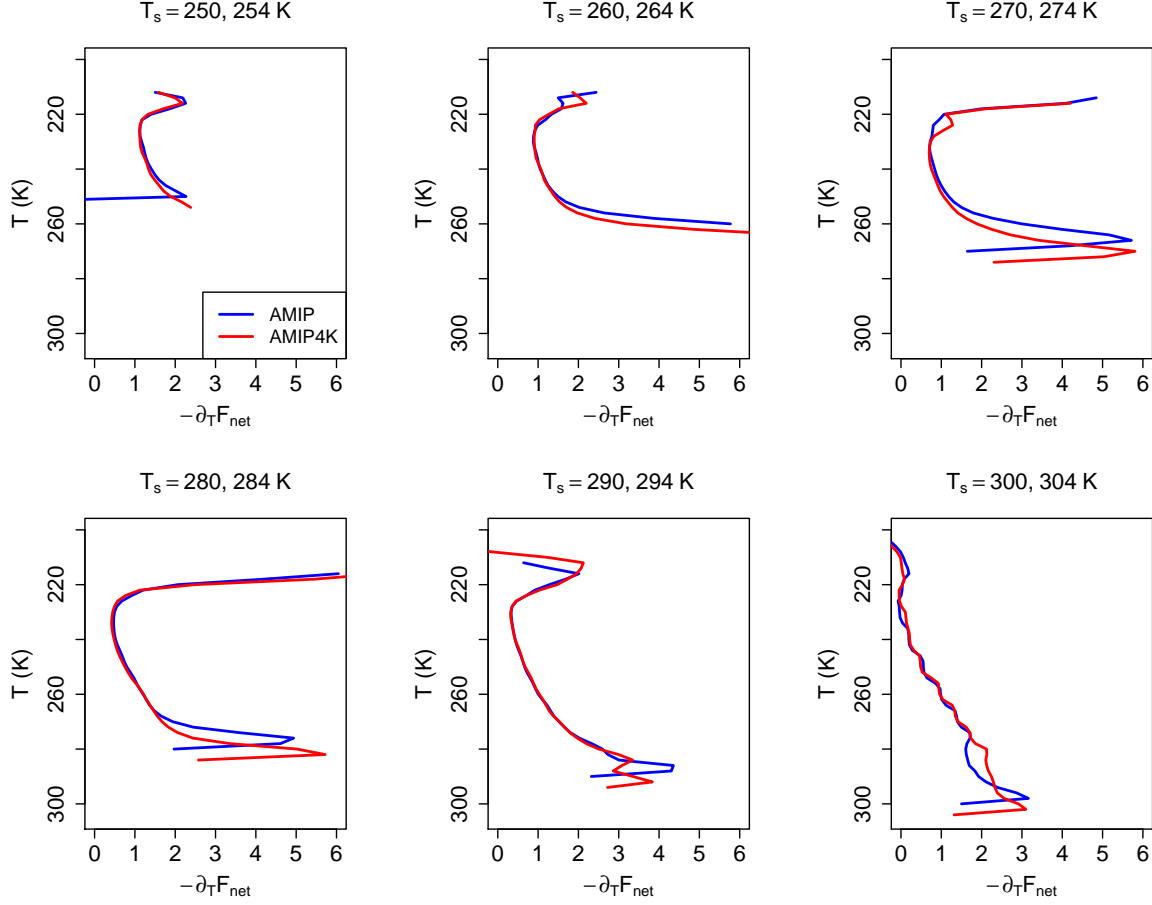 T_s = 250, 254 K
T (K)
220
260
300
AMIP
AMIP4K
0 1 2 3 4 5 6
−∂_T F_net
T_s = 260, 264 K
T (K)
220
260
300
0 1 2 3 4 5 6
−∂_T F_net
T_s = 270, 274 K
T (K)
220
260
300
0 1 2 3 4 5 6
−∂_T F_net
T_s = 280, 284 K
T (K)
220
260
300
0 1 2 3 4 5 6
−∂_T F_net
T_s = 290, 294 K
T (K)
220
260
300
0 1 2 3 4 5 6
−∂_T F_net
T_s = 300, 304 K
T (K)
220
260
300
0 1 2 3 4 5 6
−∂_T F_net